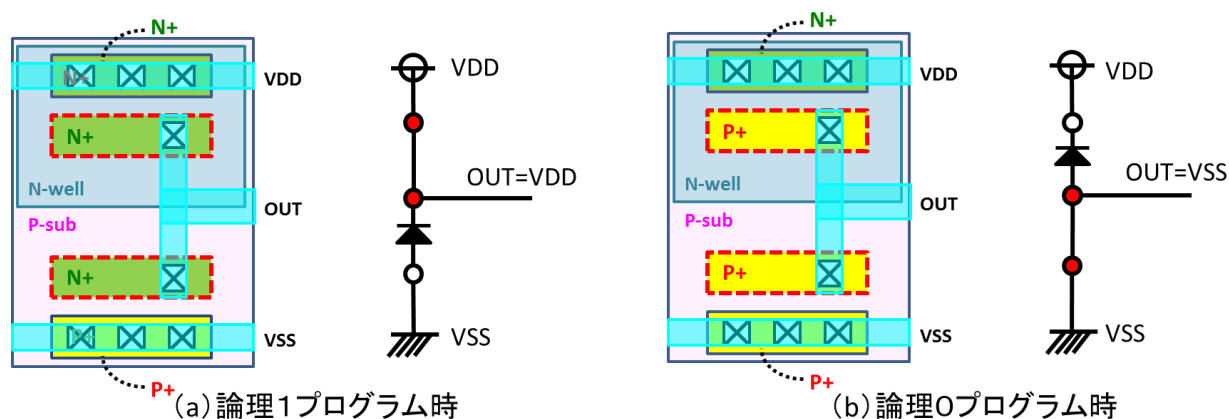 N+
N+
VDD
N+
N-well
OUT
P-sub
N+
P+
VSS
P+
VDD
OUT=VDD
VSS
(a)論理1プログラム時
N+
VDD
P+
N-well
OUT
P-sub
P+
VSS
P+
VDD
OUT=VSS
VSS
(b)論理0プログラム時